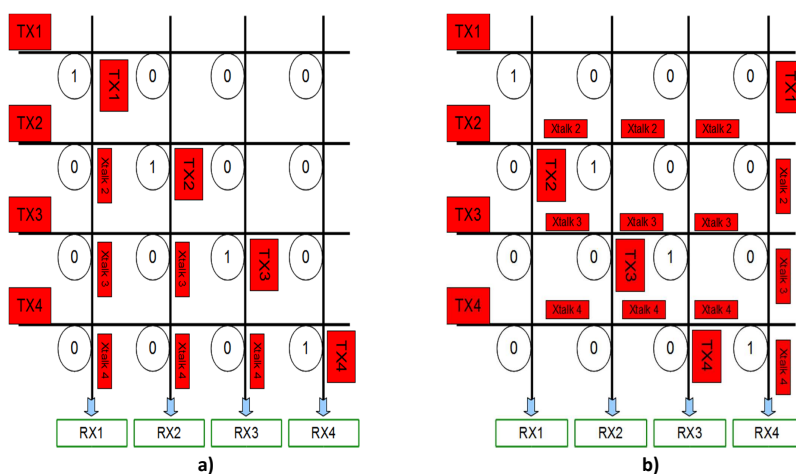 TX1
1 0 0 0
TX1
TX2
0 1 0 0
Xtalk 2
TX2
TX3
0 0 1 0
Xtalk 3
Xtalk 3
TX3
TX4
0 0 0 1
Xtalk 4
Xtalk 4
Xtalk 4
TX4
RX1 RX2 RX3 RX4
a)
TX1
1 0 0 0
TX1
TX2
Xtalk 2 Xtalk 2 Xtalk 2
0 1 0 0
TX2
Xtalk 2
TX3
Xtalk 3 Xtalk 3 Xtalk 3
0 0 1 0
TX3
Xtalk 3
TX4
Xtalk 4 Xtalk 4 Xtalk 4
0 0 0 1
TX4
Xtalk 4
RX1 RX2 RX3 RX4
b)